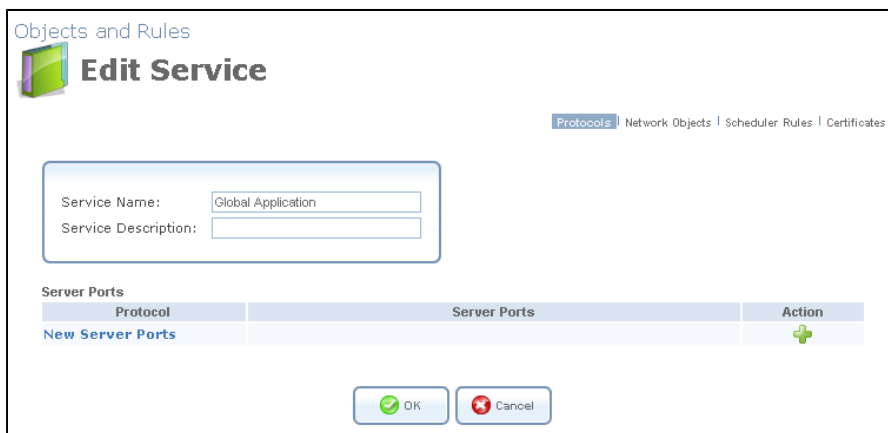 Objects and Rules
Edit Service
Protocols | Network Objects | Scheduler Rules | Certificates
Service Name: Global Application
Service Description:
Server Ports
Protocol Server Ports Action
New Server Ports
OK Cancel